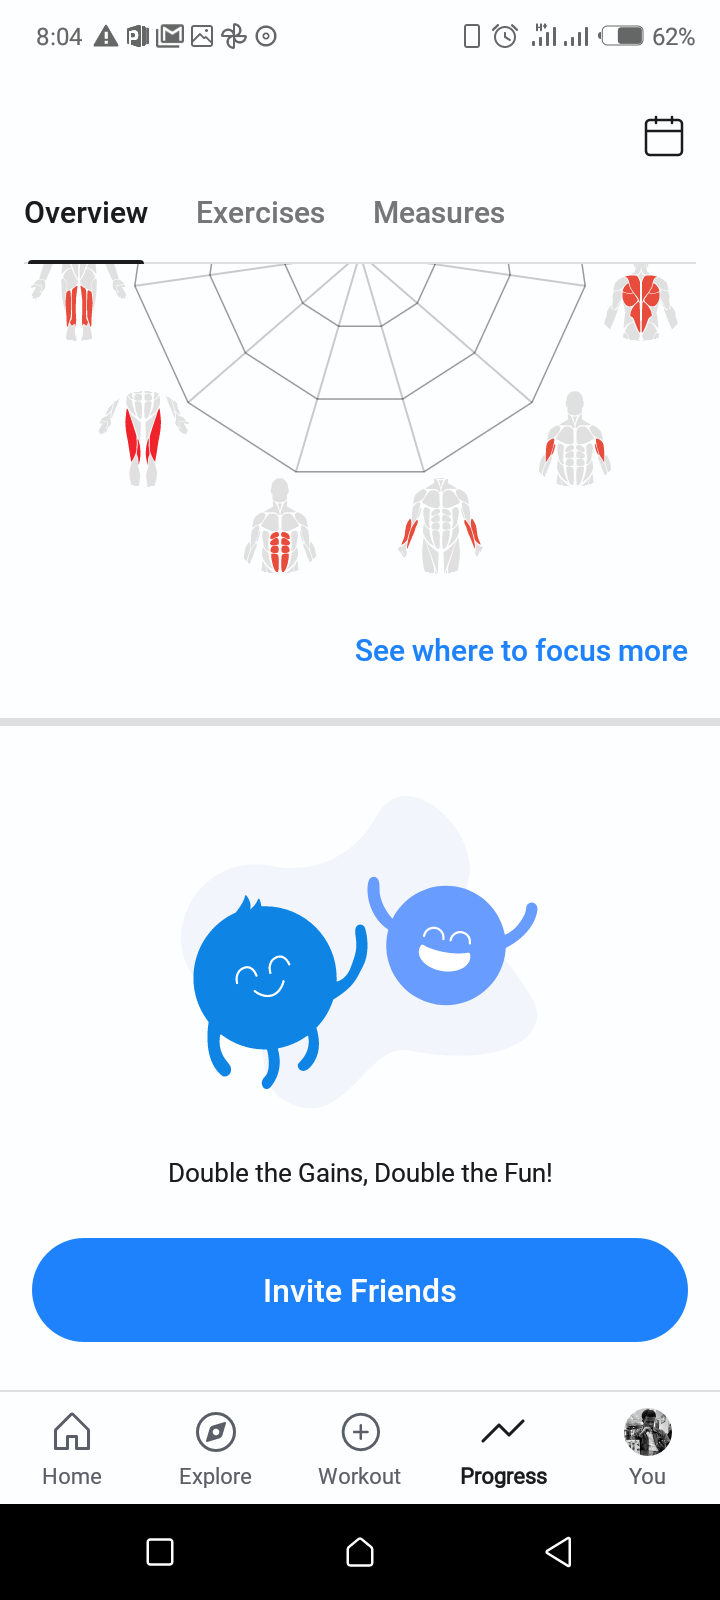 8:04
H+
62%
Overview
Exercises
Measures
See where to focus more
Double the Gains, Double the Fun!
Invite Friends
Home
Explore
Workout
Progress
You